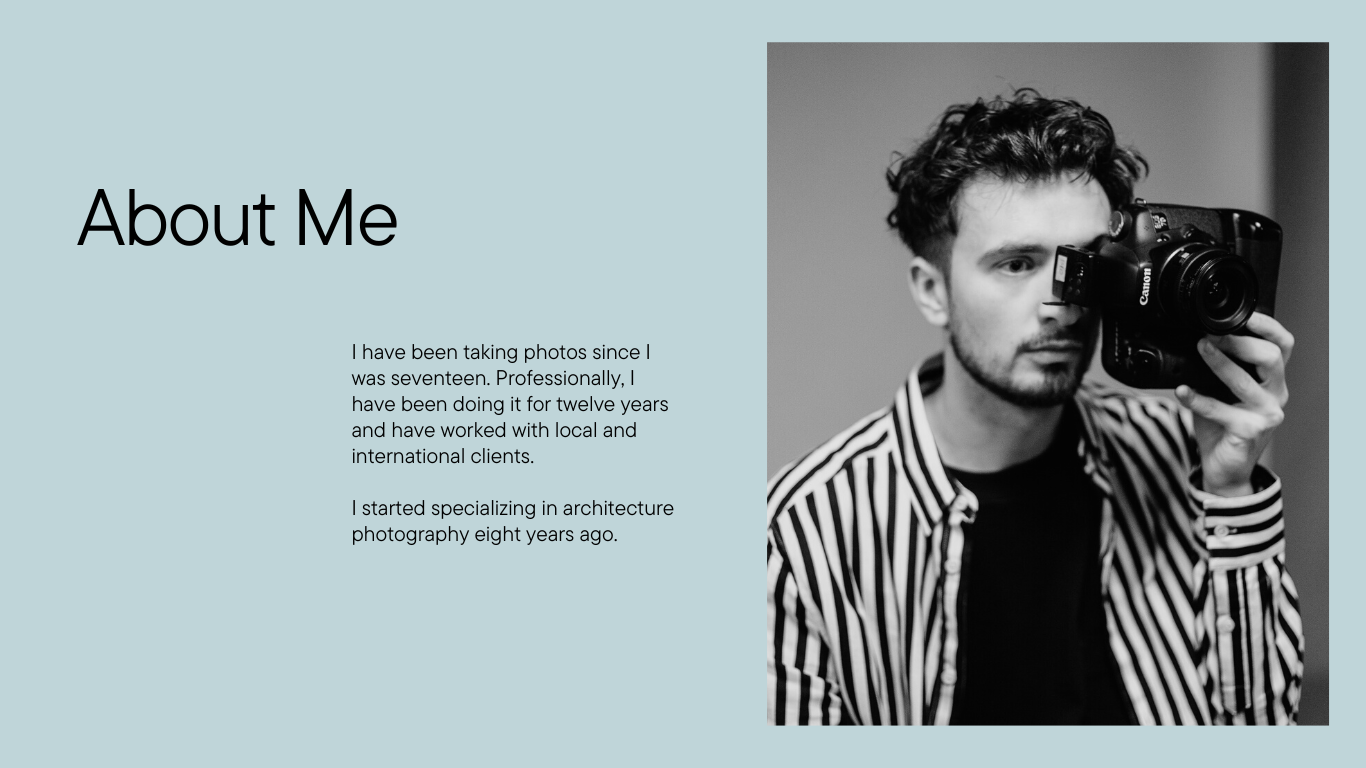 About Me
I have been taking photos since I
was seventeen. Professionally, I
have been doing it for twelve years
and have worked with local and
international clients.
I started specializing in architecture
photography eight years ago.
Canon